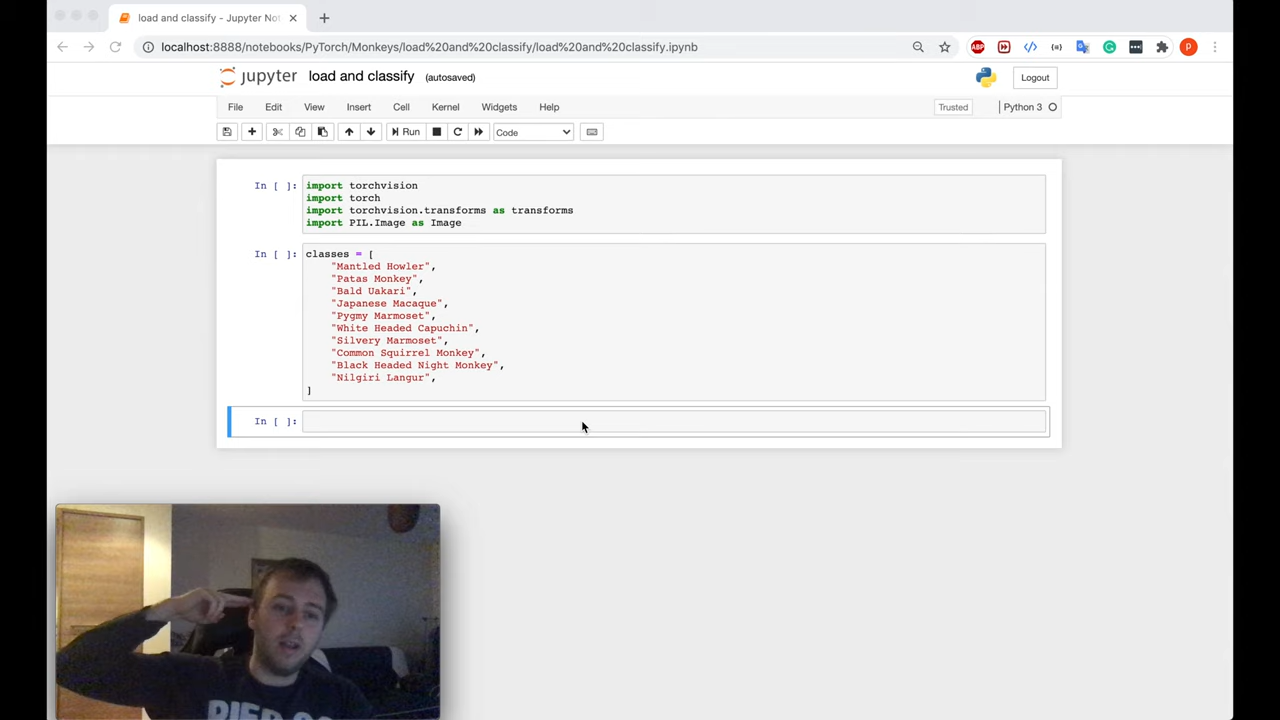 load and classify - Jupyter Not
localhost:8888/notebooks/PyTorch/Monkeys/load%20and%20classify/load%20and%20classify.ipynb
ABP
P
jupyter load and classify (autosaved)
Logout
File Edit View Insert Cell Kernel Widgets Help
Trusted
Python 3
Run
Code
In [ ]:
import torchvision
import torch
import torchvision.transforms as transforms
import PIL.Image as Image
In [ ]:
classes = [
"Mantled Howler",
"Patas Monkey",
"Bald Uakari",
"Japanese Macaque",
"Pygmy Marmoset",
"White Headed Capuchin",
"Silvery Marmoset",
"Common Squirrel Monkey",
"Black Headed Night Monkey",
"Nilgiri Langur",
]
In [ ]: